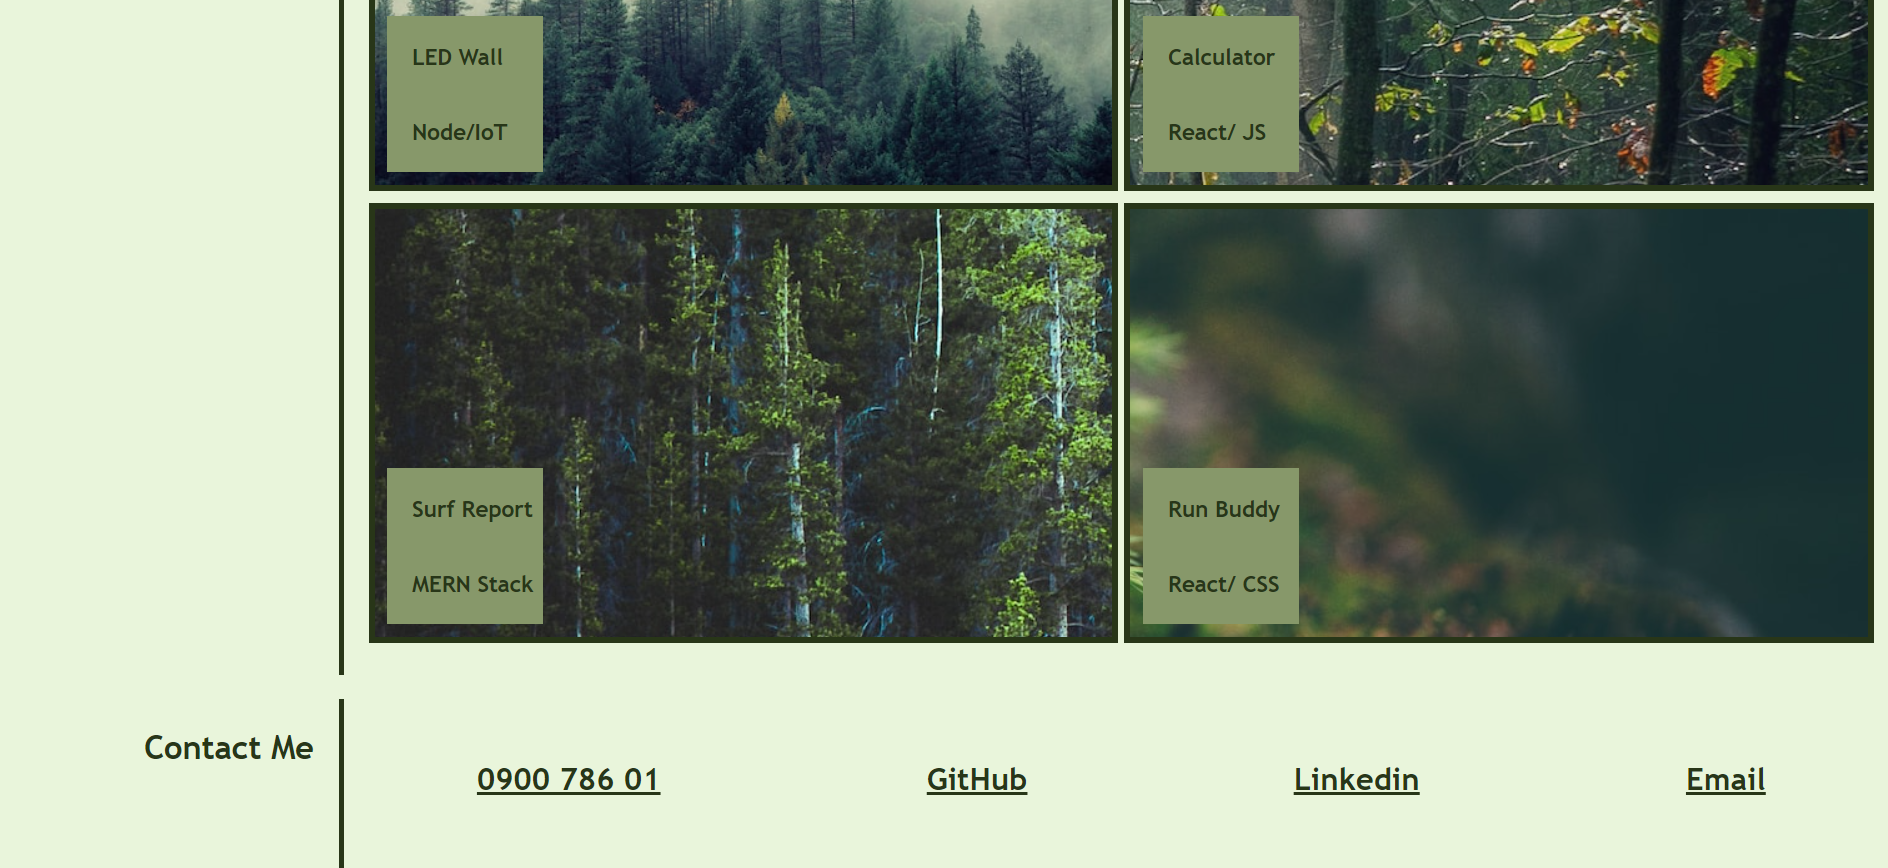 LED Wall
Node/IoT
Calculator
React/ JS
Surf Report
MERN Stack
Run Buddy
React/ CSS
Contact Me
0900 786 01
GitHub
Linkedin
Email